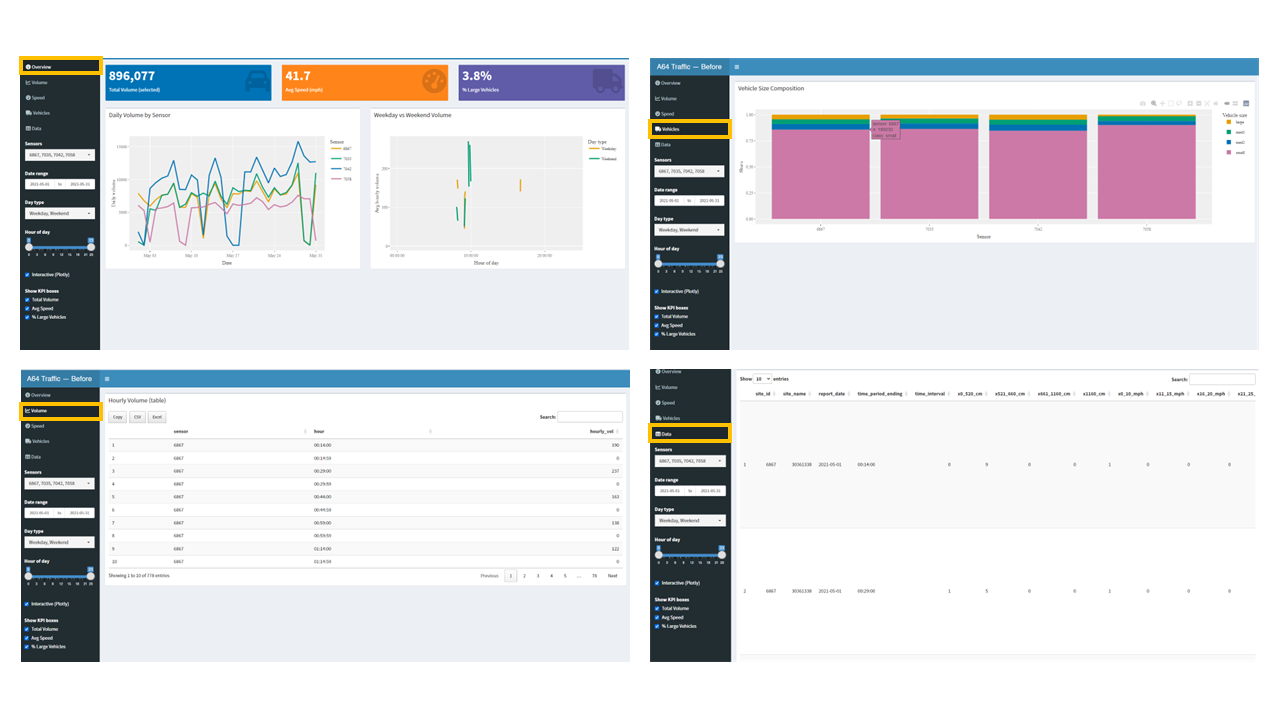 Overview
Volume
Speed
Vehicles
Data
Sensors
6867, 7035, 7042, 7058
Date range
2021-05-01 to 2021-05-31
Day type
Weekday, Weekend
Hour of day
0 23
0 3 6 9 12 15 18 21 23
Interactive (Plotly)
Show KPI boxes
Total Volume
Avg Speed
% Large Vehicles
896,077
Total Volume (selected)
41.7
Avg Speed (mph)
3.8%
% Large Vehicles
Daily Volume by Sensor
Daily volume
15000
10000
5000
0
May 03 May 10 May 17 May 24 May 31
Date
Sensor
6867
7035
7042
7058
Weekday vs Weekend Volume
Avg hourly volume
200
100
0
00:00:00 10:00:00 20:00:00
Hour of day
Day type
Weekday
Weekend
A64 Traffic — Before
Overview
Volume
Speed
Vehicles
Data
Sensors
6867, 7035, 7042, 7058
Date range
2021-05-01 to 2021-05-31
Day type
Weekday, Weekend
Hour of day
0 23
0 3 6 9 12 15 18 21 23
Interactive (Plotly)
Show KPI boxes
Total Volume
Avg Speed
% Large Vehicles
Vehicle Size Composition
Share
1.00
0.75
0.50
0.25
0.00
6867 7035 7042 7058
Sensor
Vehicle size
large
med1
med2
small
A64 Traffic — Before
Overview
Volume
Speed
Vehicles
Data
Sensors
6867, 7035, 7042, 7058
Date range
2021-05-01 to 2021-05-31
Day type
Weekday, Weekend
Hour of day
0 23
0 3 6 9 12 15 18 21 23
Interactive (Plotly)
Show KPI boxes
Total Volume
Avg Speed
% Large Vehicles
Hourly Volume (table)
Copy CSV Excel
Search:
sensor hour hourly_vol
1 6867 00:14:00 190
2 6867 00:14:59 0
3 6867 00:29:00 237
4 6867 00:29:59 0
5 6867 00:44:00 163
6 6867 00:44:59 0
7 6867 00:59:00 138
8 6867 00:59:59 0
9 6867 01:14:00 122
10 6867 01:14:59 0
Showing 1 to 10 of 778 entries
Previous 1 2 3 4 5 … 78 Next
Overview
Volume
Speed
Vehicles
Data
Sensors
6867, 7035, 7042, 7058
Date range
2021-05-01 to 2021-05-31
Day type
Weekday, Weekend
Hour of day
0 23
0 3 6 9 12 15 18 21 23
Interactive (Plotly)
Show KPI boxes
Total Volume
Avg Speed
% Large Vehicles
Show 10 entries
Search:
site_id site_name report_date time_period_ending time_interval x0_520_cm x521_660_cm x661_1160_cm x1160_cm x0_10_mph x11_15_mph x16_20_mph x21_25_
1 6867 30361338 2021-05-01 00:14:00 0 9 0 0 1 0 0 0
2 6867 30361338 2021-05-01 00:29:00 1 5 0 0 1 0 0 0